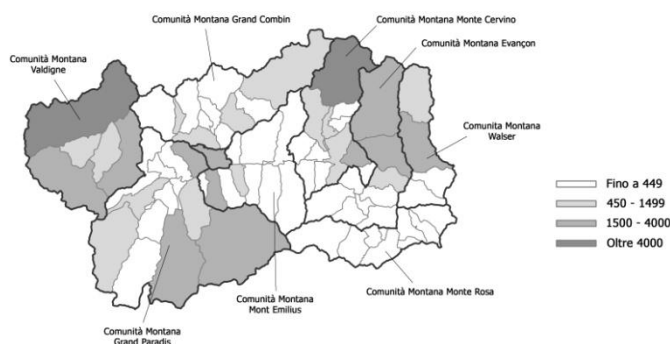 Comunità Montana Grand Combin
Comunità Montana Monte Cervino
Comunità Montana Evançon
Comunità
Montana
Valdigne
Comunita Montana
Walser
Fino a 449
450 - 1499
1500 - 4000
Oltre 4000
Comunità Montana Monte Rosa
Comunità Montana
Mont Emilius
Comunità Montana
Grand Paradis